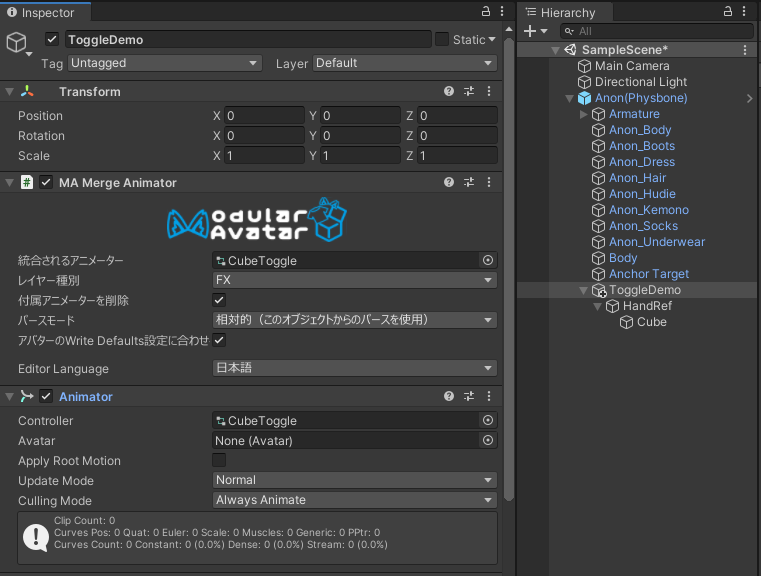 Inspector
ToggleDemo
Static
Tag Untagged Layer Default
Transform
Position X 0 Y 0 Z 0
Rotation X 0 Y 0 Z 0
Scale X 1 Y 1 Z 1
MA Merge Animator
Modular
Avatar
統合されるアニメーター CubeToggle
レイヤー種別 FX
付属アニメーターを削除
パースモード 相対的（このオブジェクトからのパースを使用）
アバターのWrite Defaults設定に合わせ
Editor Language 日本語
Animator
Controller CubeToggle
Avatar None (Avatar)
Apply Root Motion
Update Mode Normal
Culling Mode Always Animate
Clip Count: 0
Curves Pos: 0 Quat: 0 Euler: 0 Scale: 0 Muscles: 0 Generic: 0 PPtr: 0
Curves Count: 0 Constant: 0 (0.0%) Dense: 0 (0.0%) Stream: 0 (0.0%)
Hierarchy
All
SampleScene*
Main Camera
Directional Light
Anon(Physbone)
Armature
Anon_Body
Anon_Boots
Anon_Dress
Anon_Hair
Anon_Hudie
Anon_Kemono
Anon_Socks
Anon_Underwear
Body
Anchor Target
ToggleDemo
HandRef
Cube